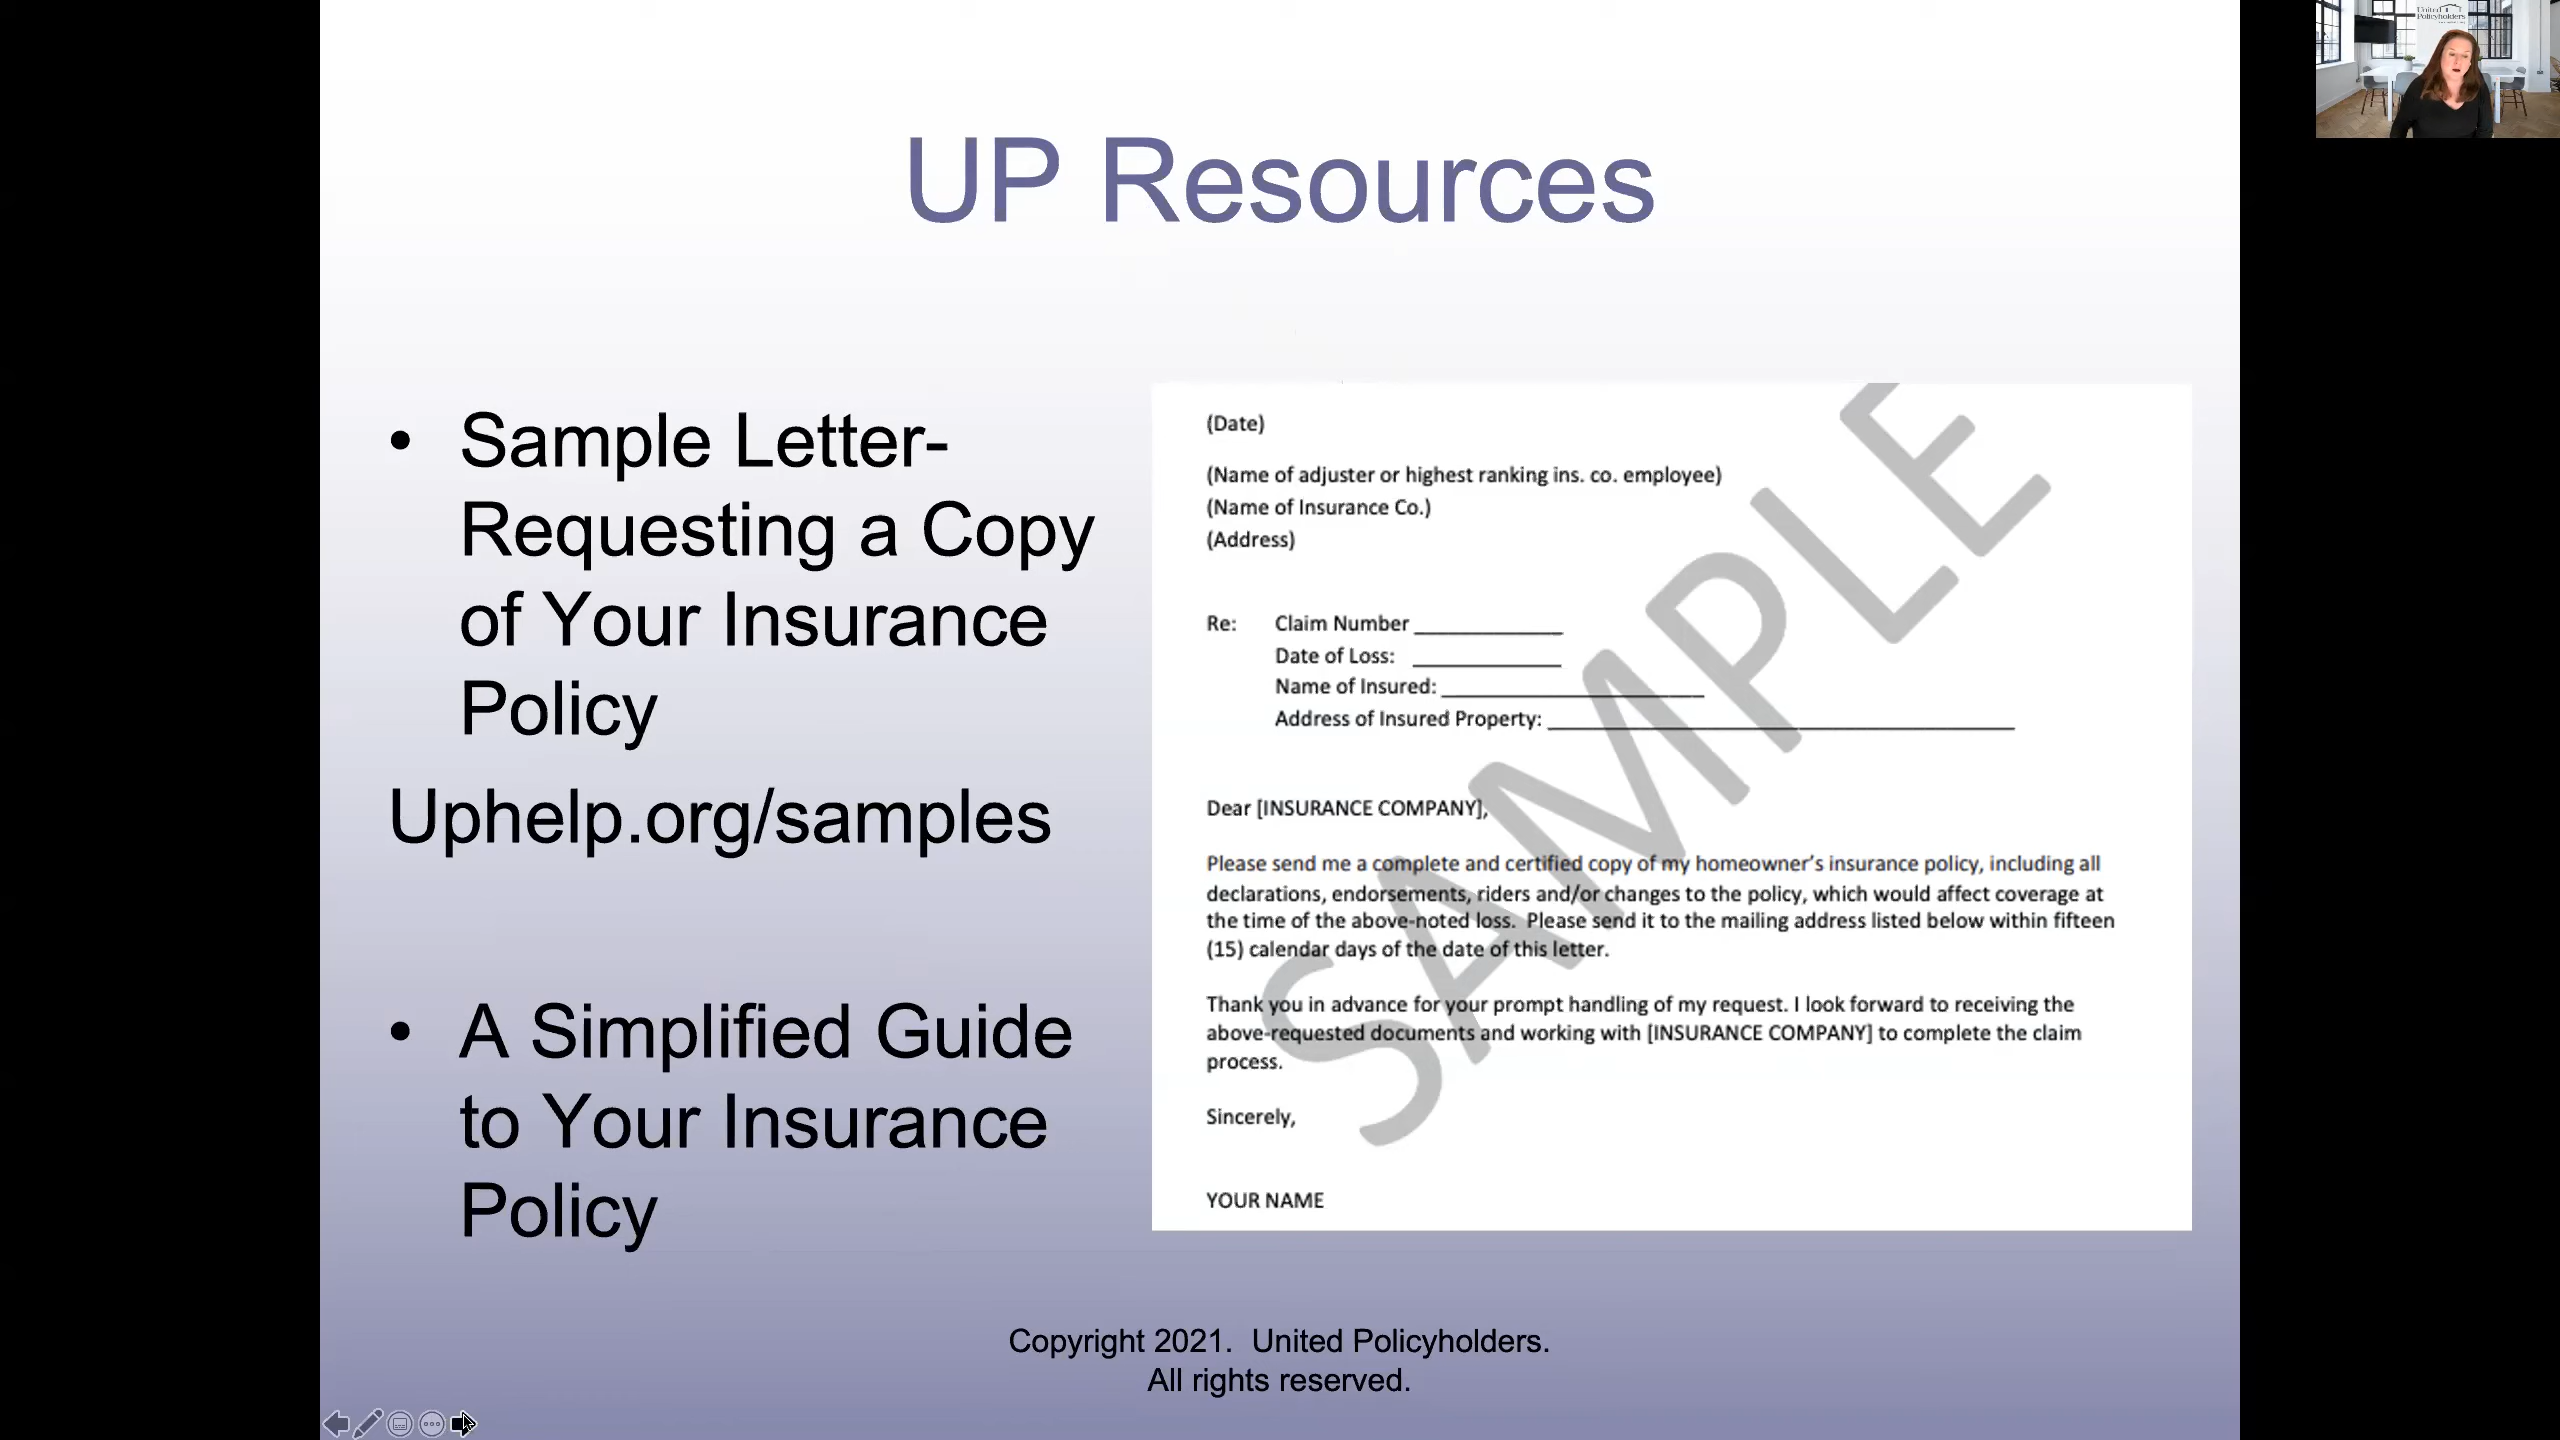 United
Policyholders
UP Resources
• Sample Letter-
Requesting a Copy
of Your Insurance
Policy
Uphelp.org/samples
• A Simplified Guide
to Your Insurance
Policy
(Date)
(Name of adjuster or highest ranking ins. co. employee)
(Name of Insurance Co.)
(Address)
Re: Claim Number ____________
Date of Loss: ____________
Name of Insured: _____________________
Address of Insured Property: ______________________________________
Dear [INSURANCE COMPANY],
Please send me a complete and certified copy of my homeowner’s insurance policy, including all
declarations, endorsements, riders and/or changes to the policy, which would affect coverage at
the time of the above-noted loss.  Please send it to the mailing address listed below within fifteen
(15) calendar days of the date of this letter.
Thank you in advance for your prompt handling of my request. I look forward to receiving the
above-requested documents and working with [INSURANCE COMPANY] to complete the claim
process.
Sincerely,
YOUR NAME
SAMPLE
Copyright 2021.  United Policyholders.
All rights reserved.